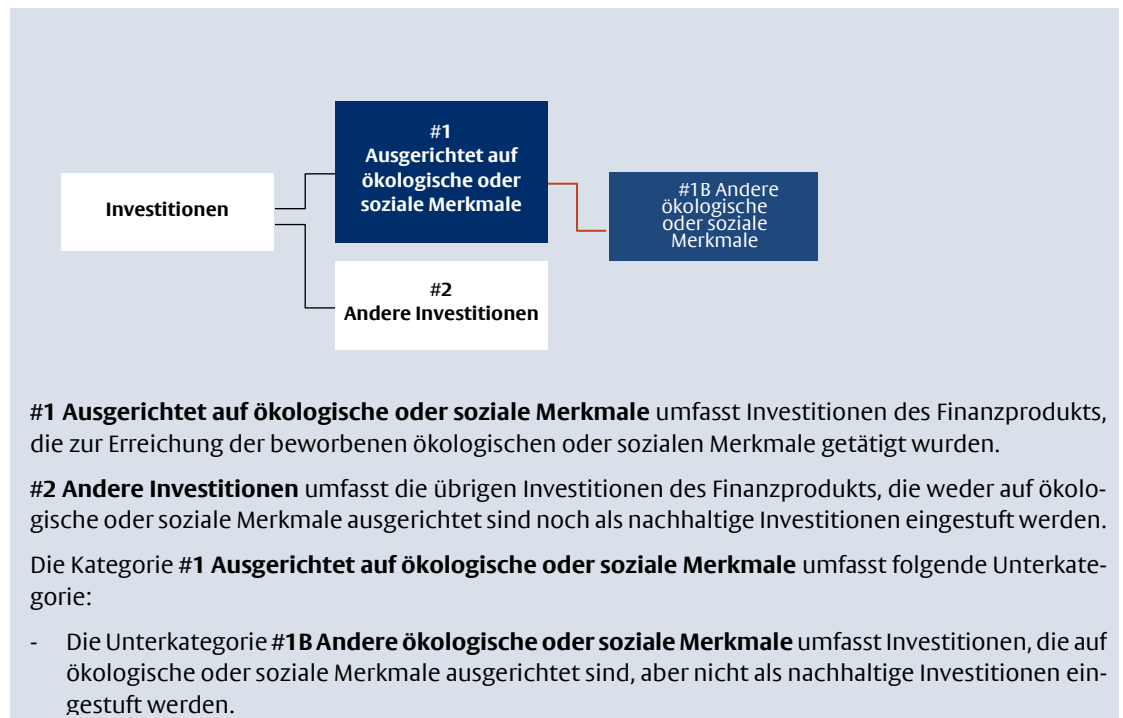 #1
Ausgerichtet auf
ökologische oder
soziale Merkmale
Investitionen
#1B Andere
ökologische
oder soziale
Merkmale
#2
Andere Investitionen
#1 Ausgerichtet auf ökologische oder soziale Merkmale umfasst Investitionen des Finanzprodukts,
die zur Erreichung der beworbenen ökologischen oder sozialen Merkmale getätigt wurden.
#2 Andere Investitionen umfasst die übrigen Investitionen des Finanzprodukts, die weder auf ökolo-
gische oder soziale Merkmale ausgerichtet sind noch als nachhaltige Investitionen eingestuft werden.
Die Kategorie #1 Ausgerichtet auf ökologische oder soziale Merkmale umfasst folgende Unterkate-
gorie:
- Die Unterkategorie #1B Andere ökologische oder soziale Merkmale umfasst Investitionen, die auf
ökologische oder soziale Merkmale ausgerichtet sind, aber nicht als nachhaltige Investitionen ein-
gestuft werden.